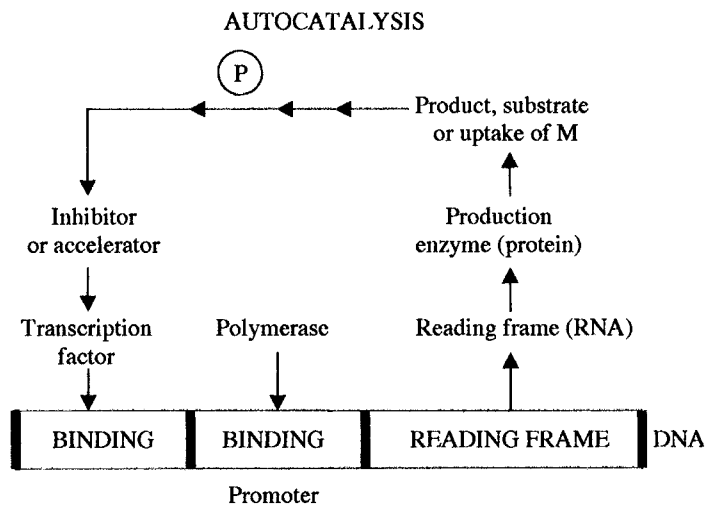 AUTOCATALYSIS
P
Product, substrate
or uptake of M
Inhibitor
or accelerator
Production
enzyme (protein)
Transcription
factor
Polymerase
Reading frame (RNA)
BINDING
BINDING
READING FRAME
DNA
Promoter